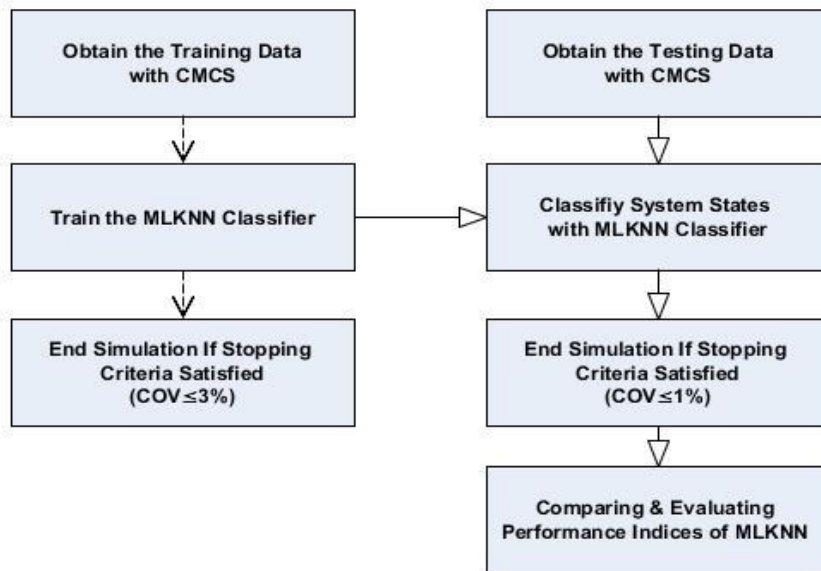 Obtain the Training Data
with CMCS
Obtain the Testing Data
with CMCS
Train the MLKNN Classifier
Classifiy System States
with MLKNN Classifier
End Simulation If Stopping
Criteria Satisfied
(COV≤3%)
End Simulation If Stopping
Criteria Satisfied
(COV≤1%)
Comparing & Evaluating
Performance Indices of MLKNN